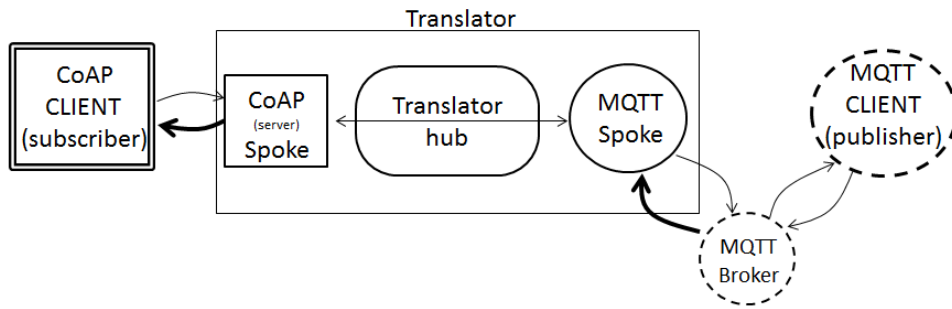 Translator
CoAP
CLIENT
(subscriber)
CoAP
(server)
Spoke
Translator
hub
MQTT
Spoke
MQTT
CLIENT
(publisher)
MQTT
Broker